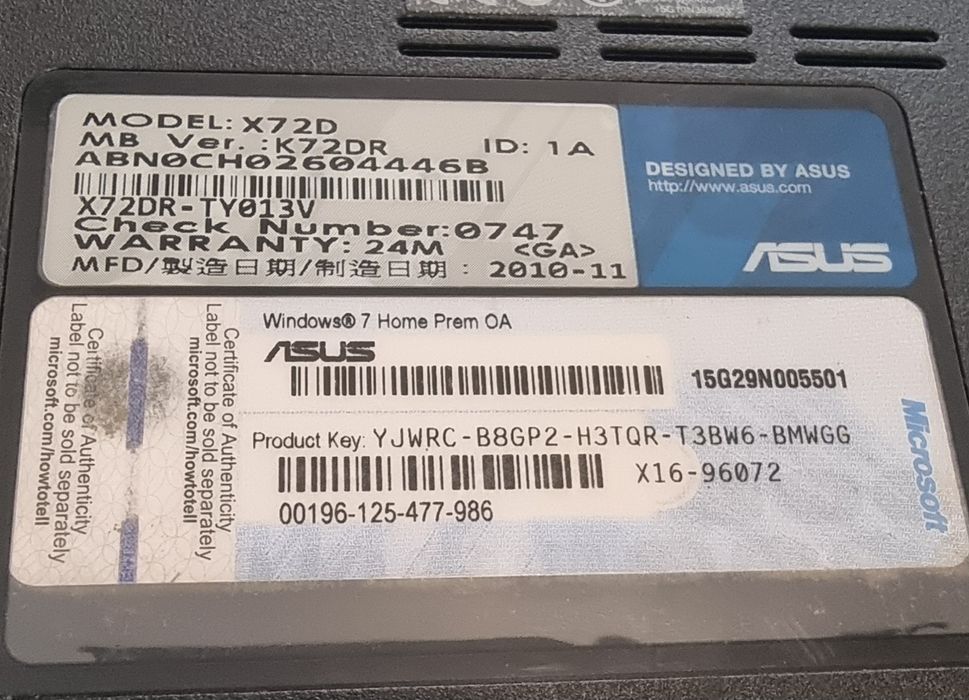 MODEL: X72D
MB Ver. :K72DR ID: 1A
ABN0CH02604446B
X72DR-TY013V
Check Number:0747
WARRANTY: 24M <GA>
MFD/製造日期/制造日期 : 2010-11
DESIGNED BY ASUS
http://www.asus.com
ASUS
Certificate of Authenticity
Label not to be sold separately
microsoft.com/howtotell
Certificate of Authenticity
Label not to be sold separately
microsoft.com/howtotell
Windows® 7 Home Prem OA
ASUS
15G29N005501
Product Key: YJWRC-B8GP2-H3TQR-T3BW6-BMWGG
X16-96072
00196-125-477-986
Microsoft